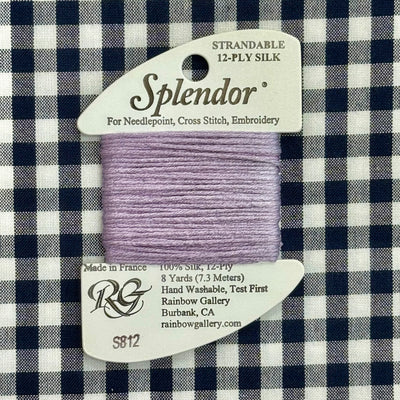 STRANDABLE
12-PLY SILK
Splendor®
For Needlepoint, Cross Stitch, Embroidery
Made in France
100% Silk, 12-Ply
8 Yards (7.3 Meters)
Hand Washable, Test First
Rainbow Gallery
Burbank, CA
rainbowgallery.com
RG
S812